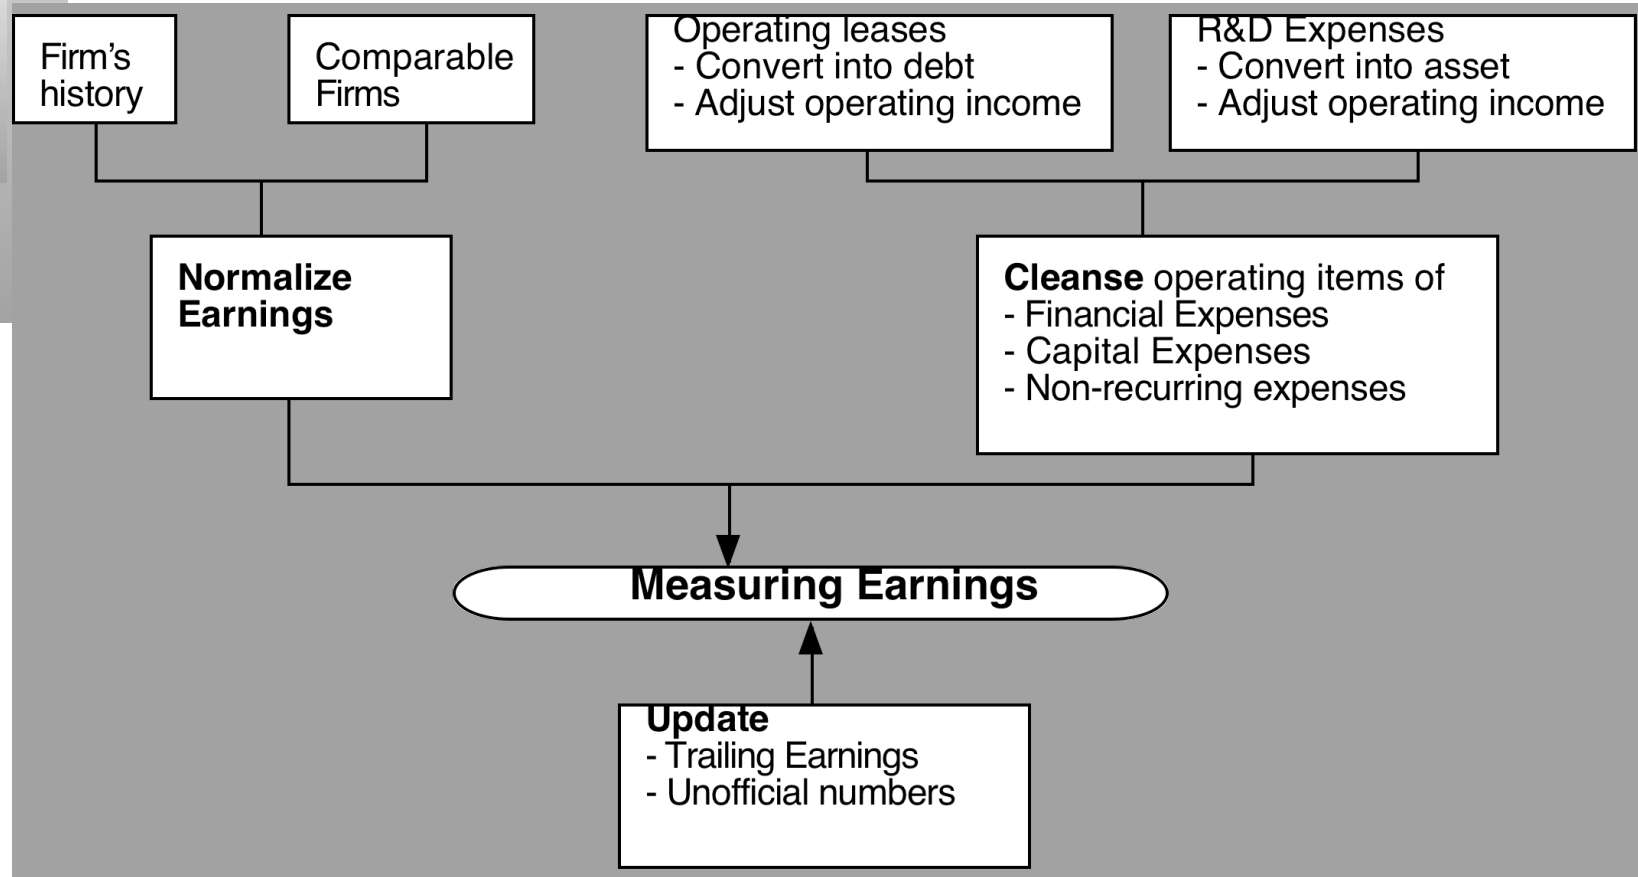 Firm's
history
Comparable
Firms
Operating leases
- Convert into debt
- Adjust operating income
R&D Expenses
- Convert into asset
- Adjust operating income
Normalize
Earnings
Cleanse operating items of
- Financial Expenses
- Capital Expenses
- Non-recurring expenses
Measuring Earnings
Update
- Trailing Earnings
- Unofficial numbers